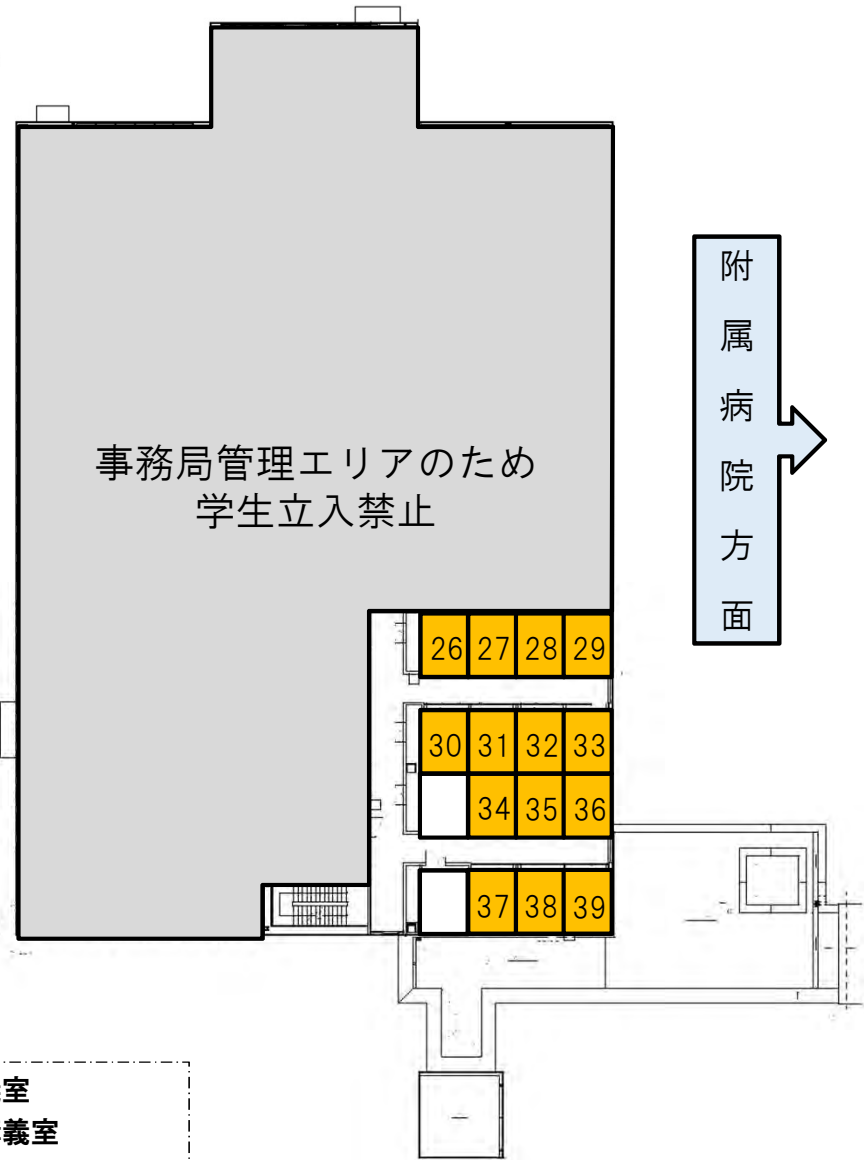 附属病院方面
事務局管理エリアのため
学生立入禁止
26 27 28 29
30 31 32 33
34 35 36
37 38 39
室
義室